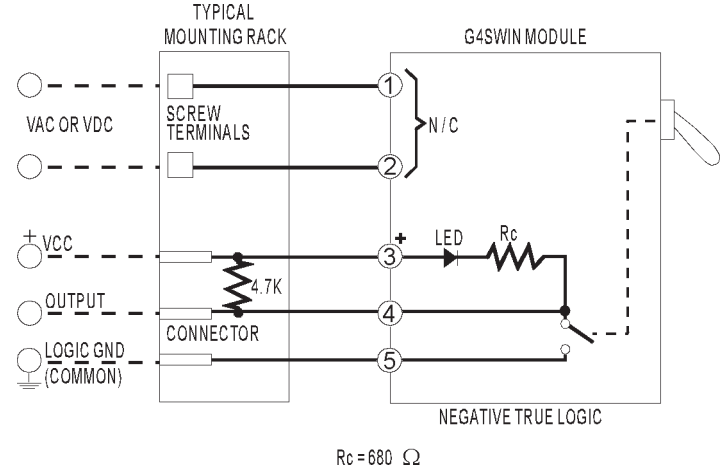 TYPICAL
MOUNTING RACK
G4SWIN MODULE
1
VAC OR VDC
SCREW
TERMINALS
N / C
2
+
VCC
+
LED
Rc
3
4.7K
OUTPUT
4
CONNECTOR
LOGIC GND
(COMMON)
5
NEGATIVE TRUE LOGIC
Rc = 680 Ω